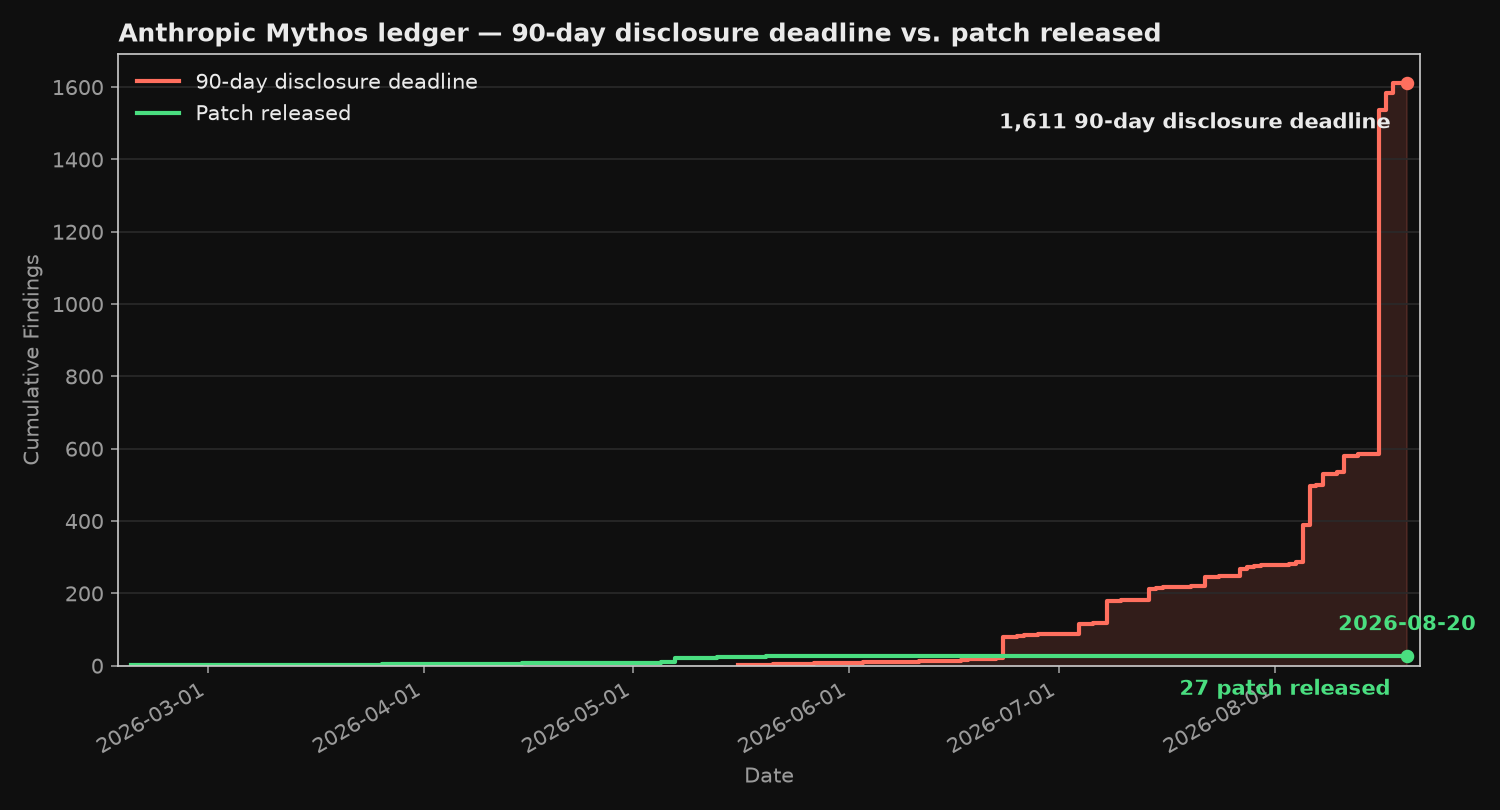 Anthropic Mythos ledger — 90-day disclosure deadline vs. patch released
90-day disclosure deadline
Patch released
1,611 90-day disclosure deadline
Cumulative Findings
1600
1400
1200
1000
800
600
400
200
0
2026-08-20
27 patch released
2026-03-01
2026-04-01
2026-05-01
2026-06-01
2026-07-01
2026-08-01
Date